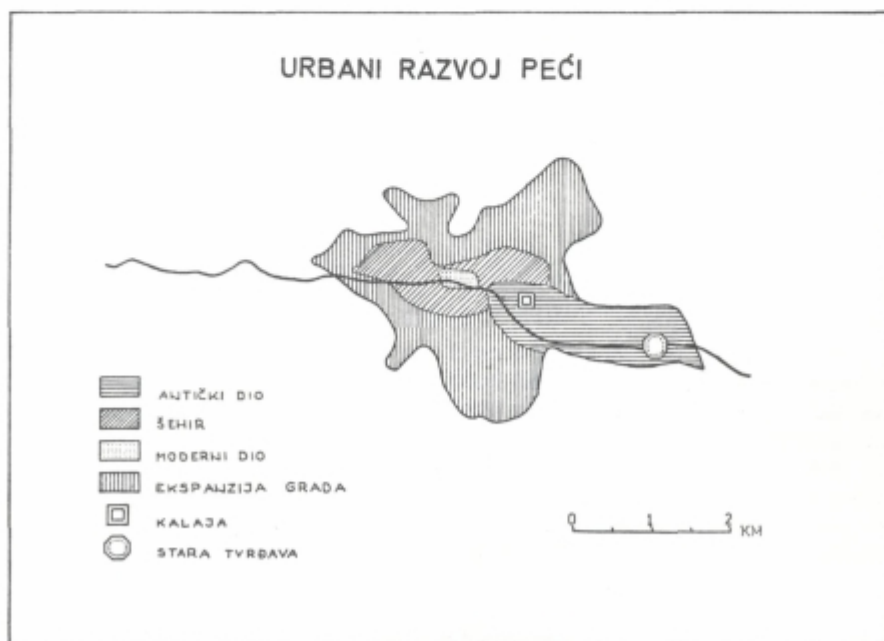 URBANI RAZVOJ PEĆI
ANTIČKI DIO
ŠEHIR
MODERNI DIO
EKSPANZIJA GRADA
KALAJA
STARA TVRĐAVA
0 1 2 KM